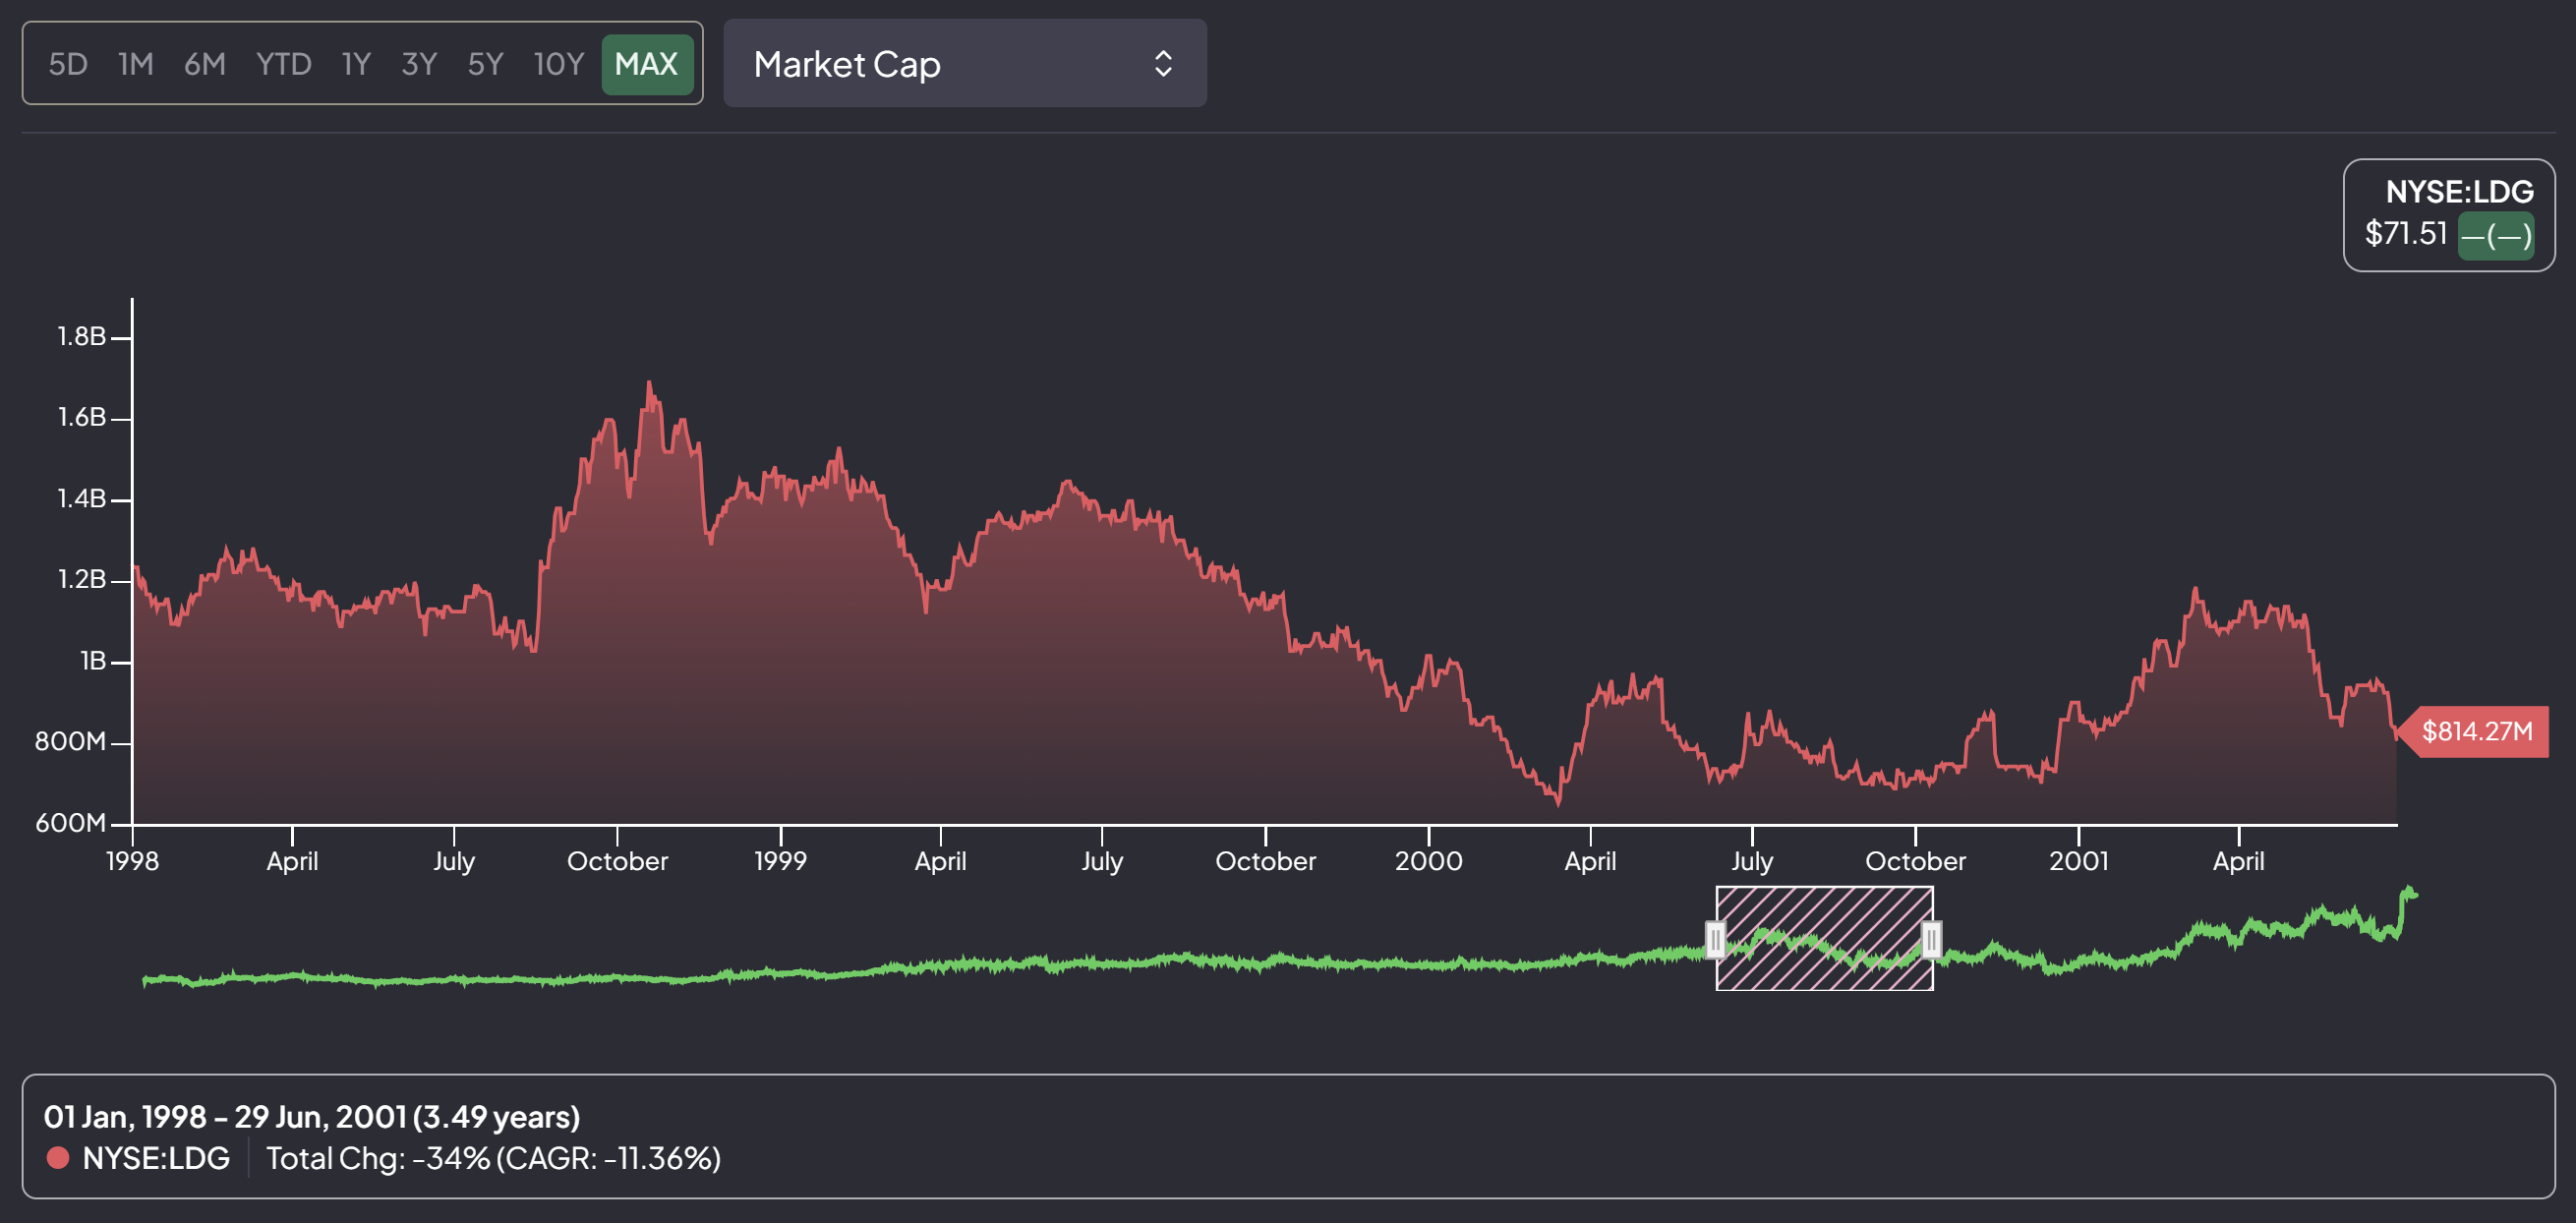 5D 1M 6M YTD 1Y 3Y 5Y 10Y MAX
Market Cap
NYSE:LDG
$71.51 —(—)
1.8B
1.6B
1.4B
1.2B
1B
800M
600M
$814.27M
1998 April July October 1999 April July October 2000 April July October 2001 April
01 Jan, 1998 - 29 Jun, 2001 (3.49 years)
NYSE:LDG Total Chg: -34% (CAGR: -11.36%)